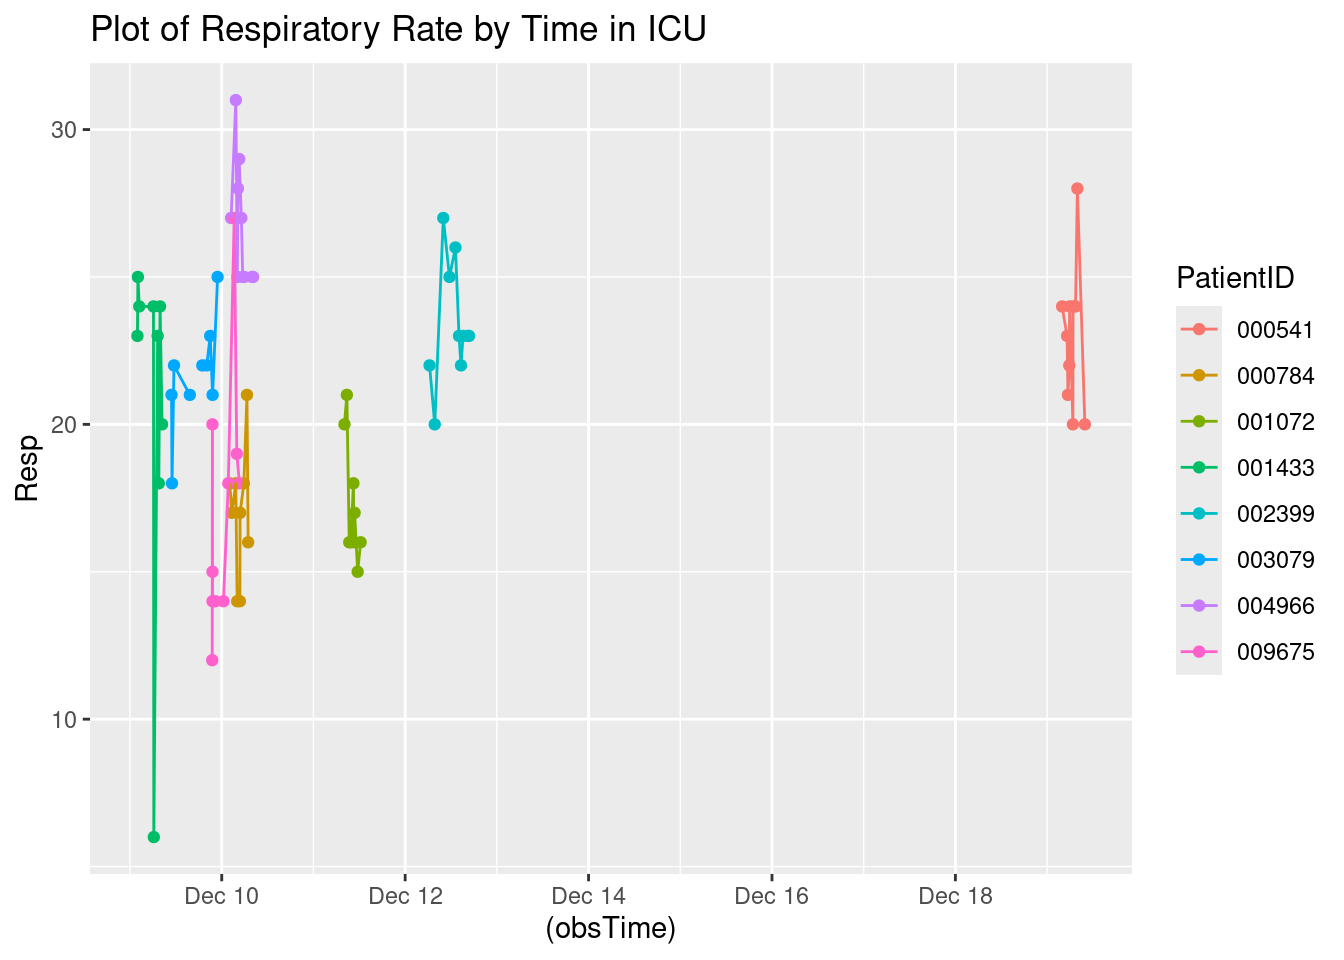 Plot of Respiratory Rate by Time in ICU
30
20
10
Resp
Dec 10
Dec 12
Dec 14
Dec 16
Dec 18
(obsTime)
PatientID
000541
000784
001072
001433
002399
003079
004966
009675